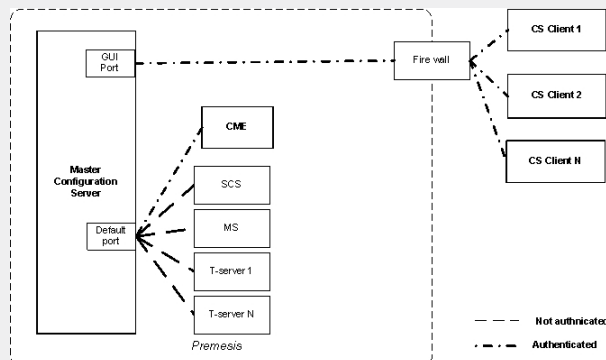 GUI
Port
Fire wall
CS Client 1
CS Client 2
CS Client N
CME
Master
Configuration
Server
SCS
Default
port
MS
T-server 1
T-server N
Premesis
Not authnicated
Authenticated